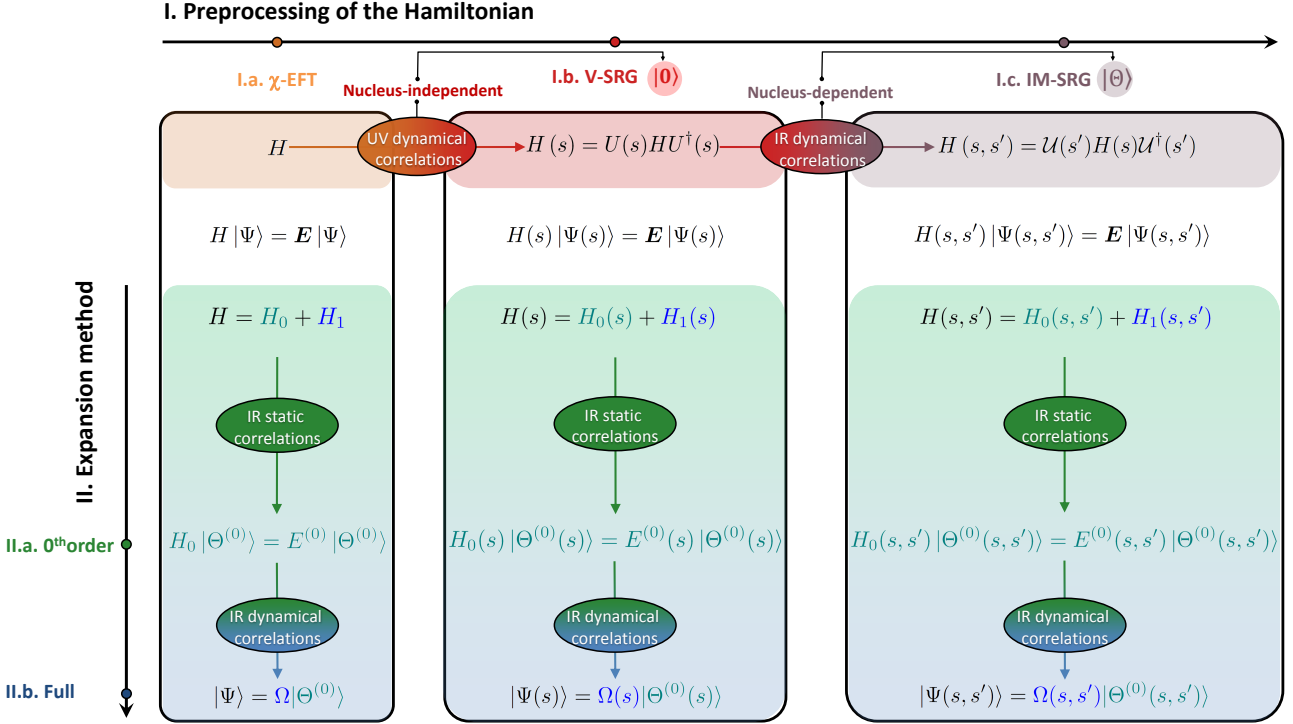 I. Preprocessing of the Hamiltonian
I.a. χ-EFT
I.b. V-SRG |0⟩
I.c. IM-SRG |Θ⟩
Nucleus-independent
Nucleus-dependent
H
UV dynamical
correlations
H(s) = U(s)HU†(s)
IR dynamical
correlations
H(s, s′) = 𝒰(s′)H(s)𝒰†(s′)
H |Ψ⟩ = E |Ψ⟩
H(s) |Ψ(s)⟩ = E |Ψ(s)⟩
H(s, s′) |Ψ(s, s′)⟩ = E |Ψ(s, s′)⟩
II. Expansion method
H = H₀ + H₁
H(s) = H₀(s) + H₁(s)
H(s, s′) = H₀(s, s′) + H₁(s, s′)
IR static
correlations
IR static
correlations
IR static
correlations
II.a. 0ᵗʰorder
H₀ |Θ⁽⁰⁾⟩ = E⁽⁰⁾ |Θ⁽⁰⁾⟩
H₀(s) |Θ⁽⁰⁾(s)⟩ = E⁽⁰⁾(s) |Θ⁽⁰⁾(s)⟩
H₀(s, s′) |Θ⁽⁰⁾(s, s′)⟩ = E⁽⁰⁾(s, s′) |Θ⁽⁰⁾(s, s′)⟩
IR dynamical
correlations
IR dynamical
correlations
IR dynamical
correlations
II.b. Full
|Ψ⟩ = Ω|Θ⁽⁰⁾⟩
|Ψ(s)⟩ = Ω(s)|Θ⁽⁰⁾(s)⟩
|Ψ(s, s′)⟩ = Ω(s, s′)|Θ⁽⁰⁾(s, s′)⟩